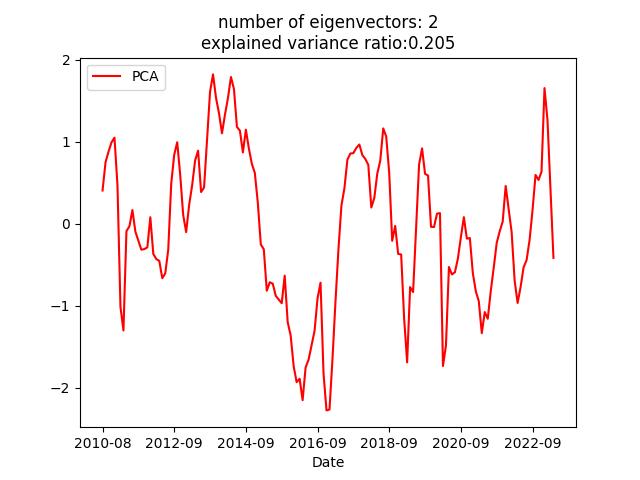 number of eigenvectors: 2
explained variance ratio:0.205
PCA
2
1
0
−1
−2
2010-08 2012-09 2014-09 2016-09 2018-09 2020-09 2022-09
Date